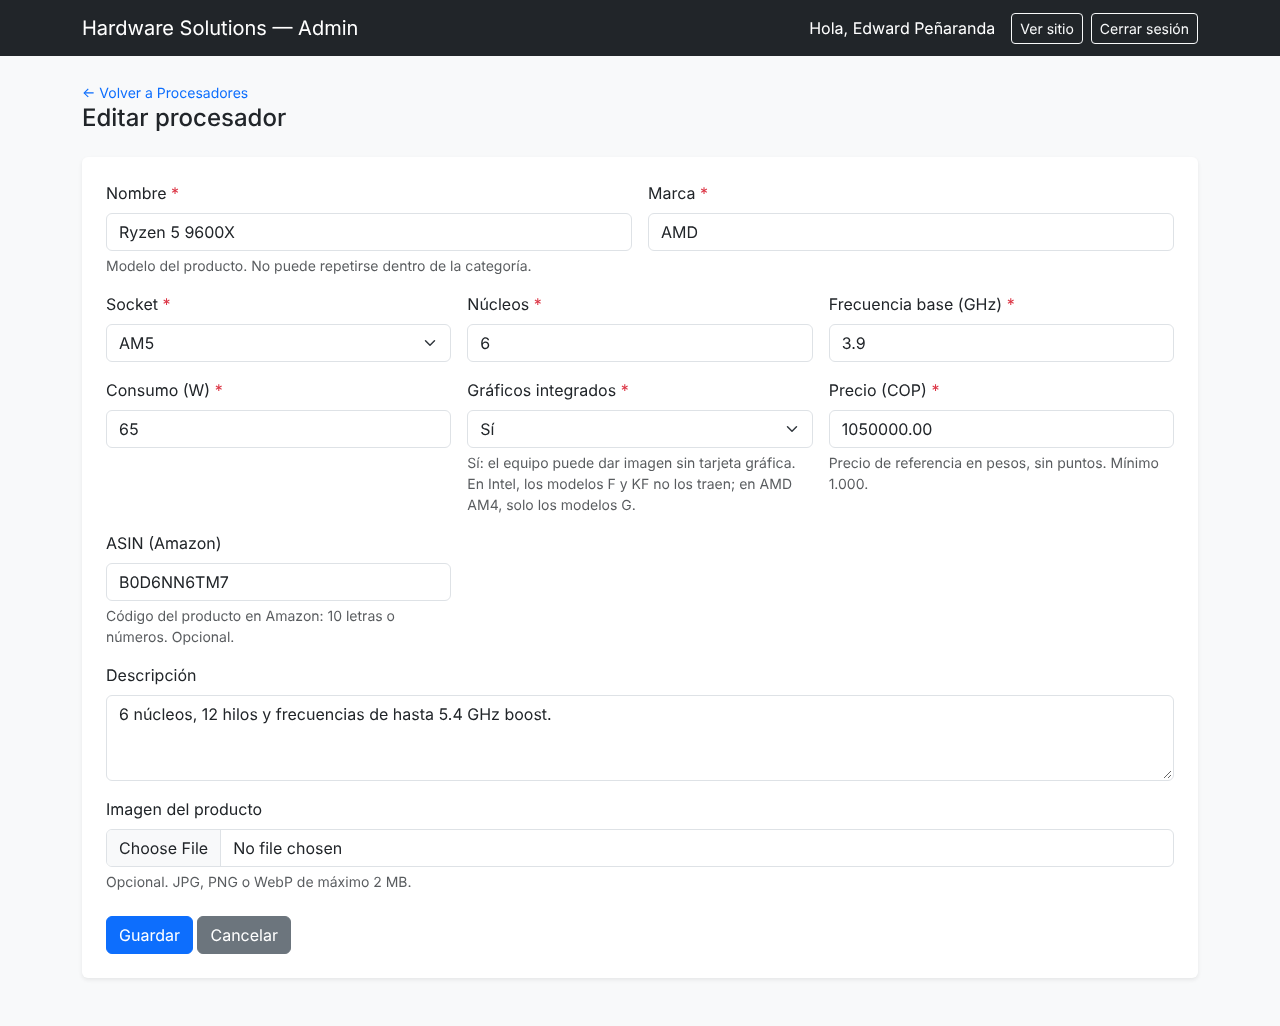 Hardware Solutions — Admin
Hola, Edward Peñaranda
Ver sitio
Cerrar sesión
← Volver a Procesadores
Editar procesador
Nombre *
Marca *
Ryzen 5 9600X
AMD
Modelo del producto. No puede repetirse dentro de la categoría.
Socket *
Núcleos *
Frecuencia base (GHz) *
AM5
6
3.9
Consumo (W) *
Gráficos integrados *
Precio (COP) *
65
Sí
1050000.00
Sí: el equipo puede dar imagen sin tarjeta gráfica.
En Intel, los modelos F y KF no los traen; en AMD
AM4, solo los modelos G.
Precio de referencia en pesos, sin puntos. Mínimo
1.000.
ASIN (Amazon)
B0D6NN6TM7
Código del producto en Amazon: 10 letras o
números. Opcional.
Descripción
6 núcleos, 12 hilos y frecuencias de hasta 5.4 GHz boost.
Imagen del producto
Choose File
No file chosen
Opcional. JPG, PNG o WebP de máximo 2 MB.
Guardar
Cancelar